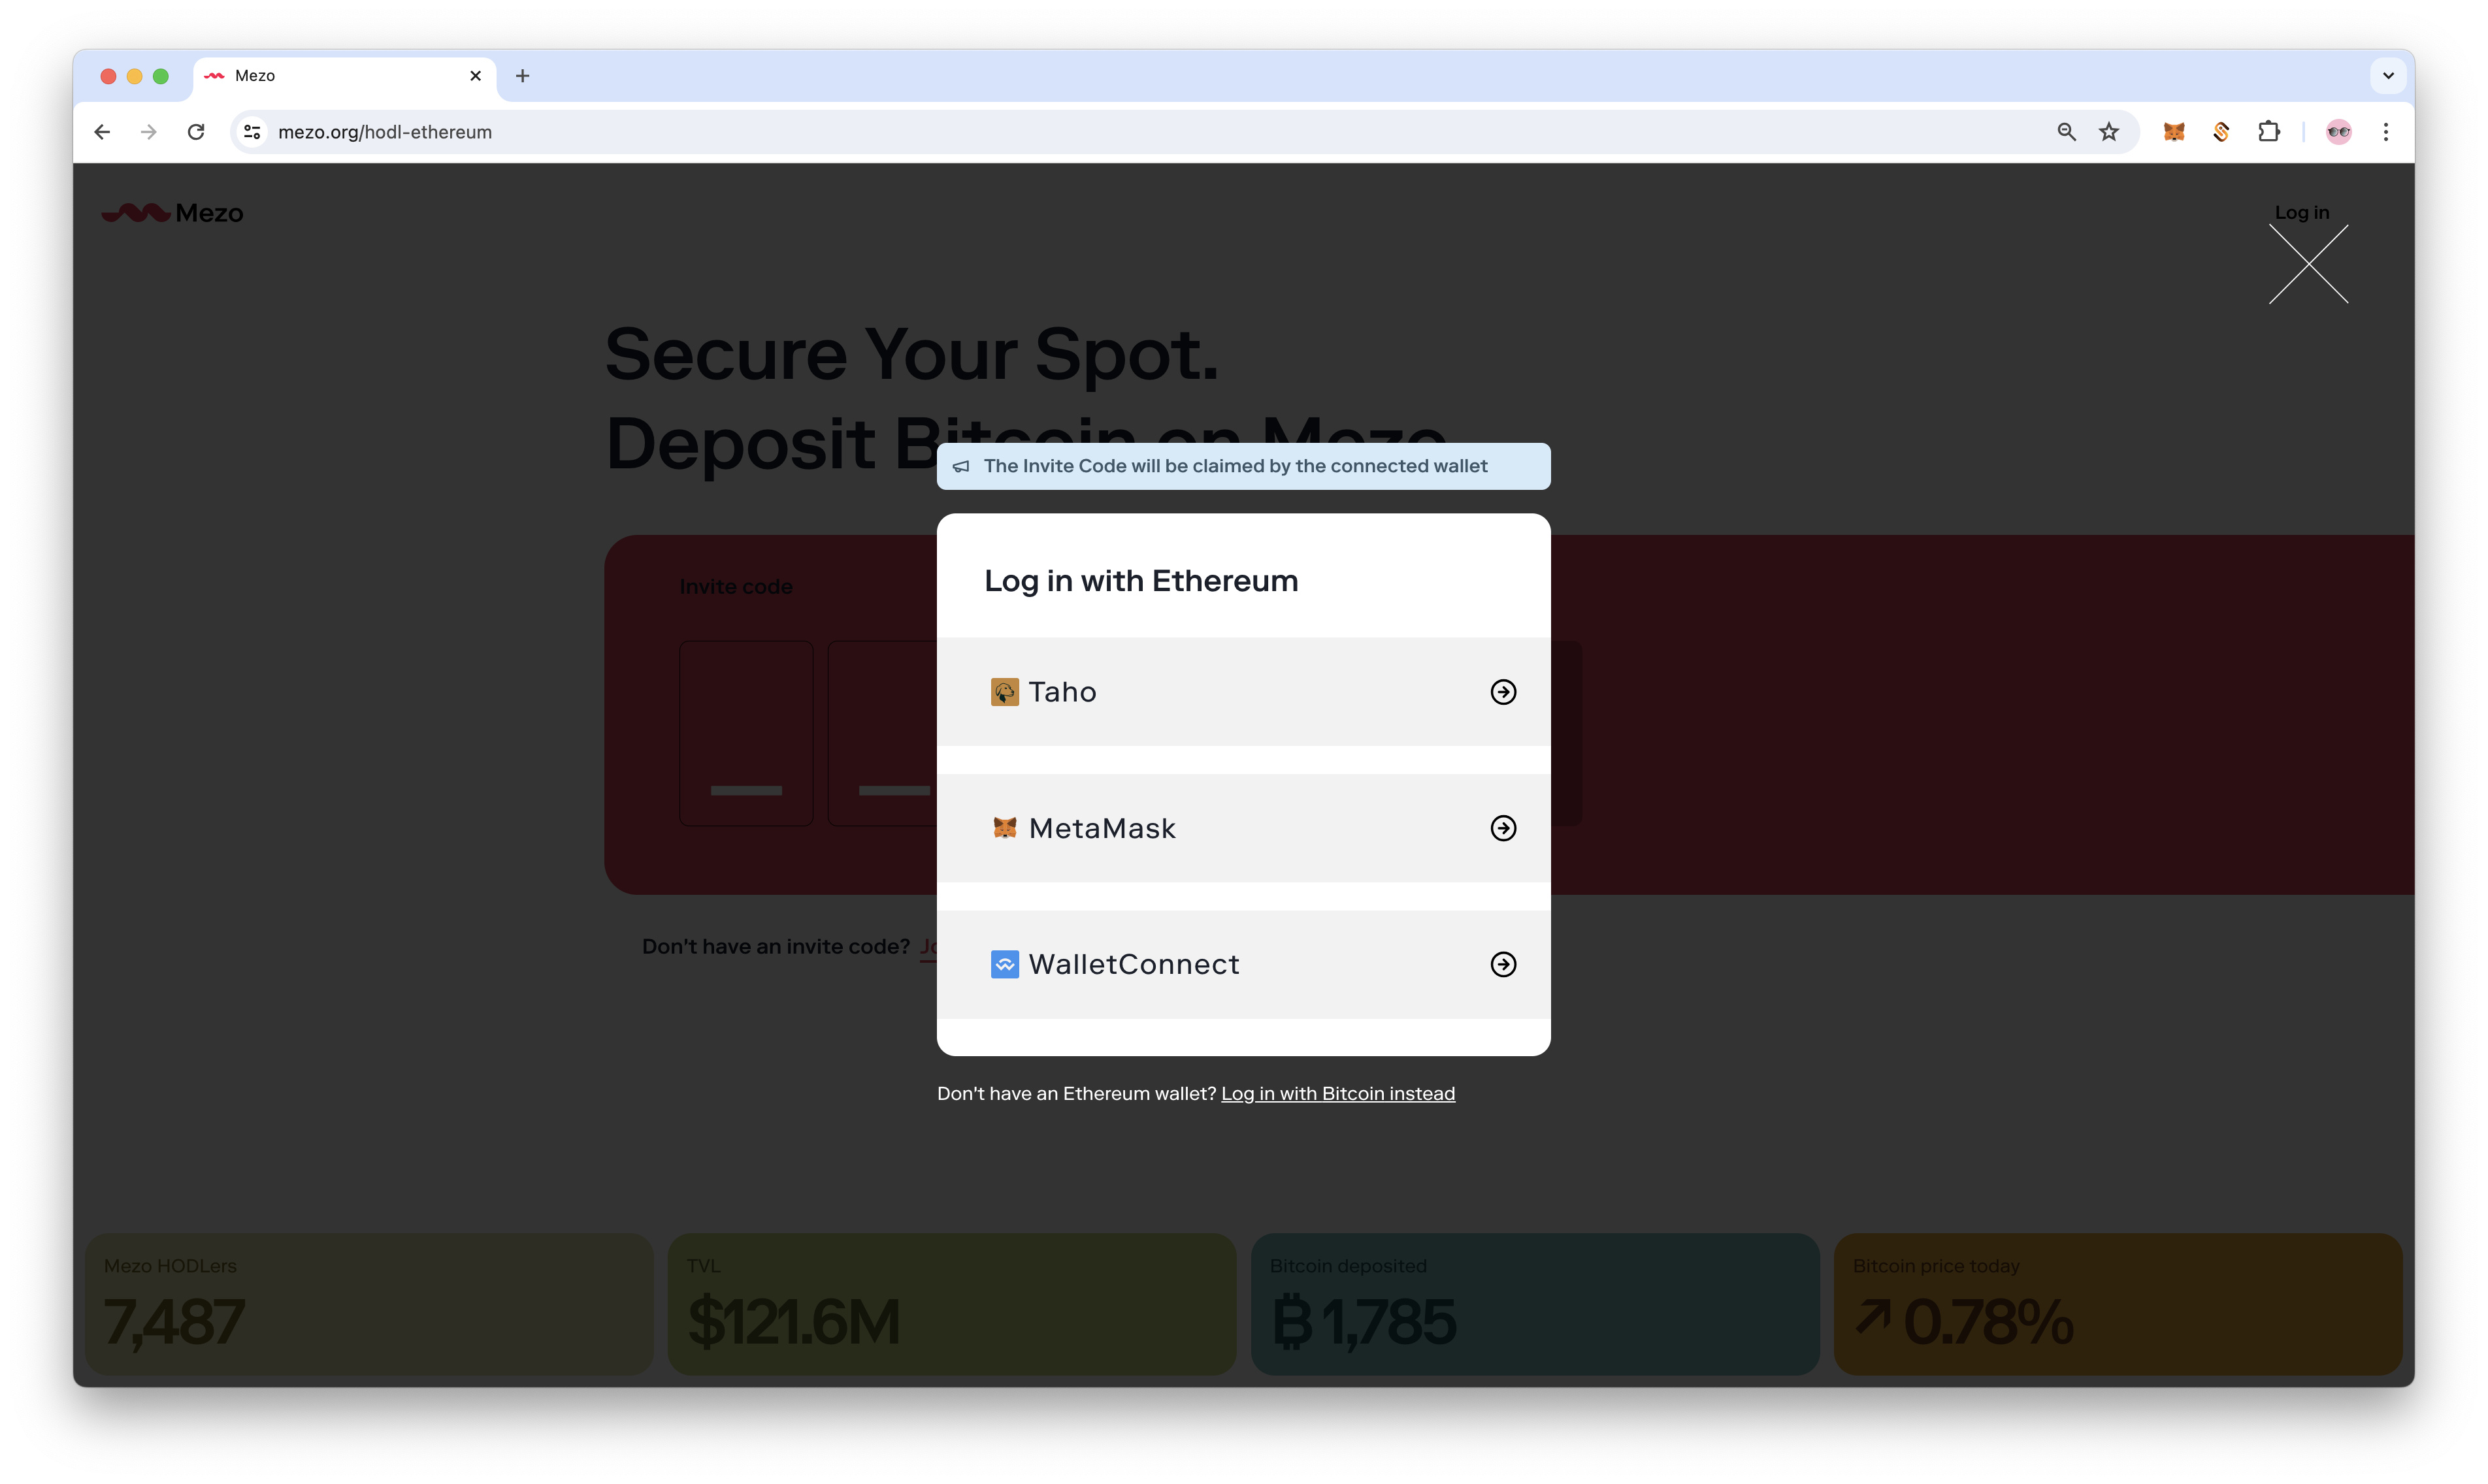 Mezo
mezo.org/hodl-ethereum
Mezo
Log in
Secure Your Spot.
Deposit Bitcoin on Mezo
The Invite Code will be claimed by the connected wallet
Log in with Ethereum
Invite code
Taho
MetaMask
Don't have an invite code?
WalletConnect
Don't have an Ethereum wallet? Log in with Bitcoin instead
Mezo HODLers
7,487
TVL
$121.6M
Bitcoin deposited
₿ 1,785
Bitcoin price today
↗ 0.78%